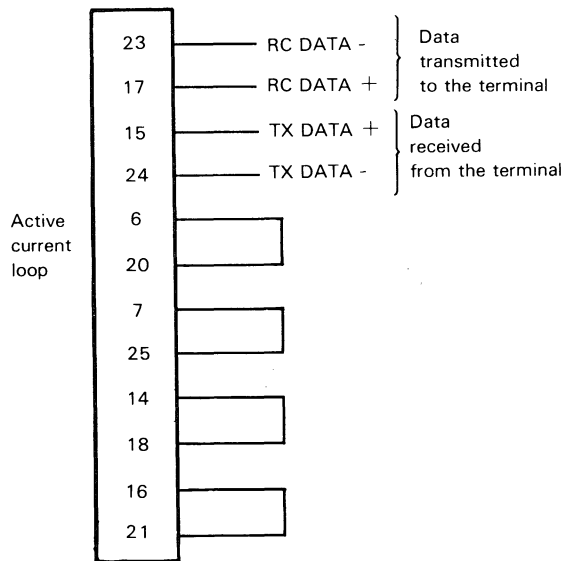 23 RC DATA -
17 RC DATA +
Data
transmitted
to the terminal
15 TX DATA +
24 TX DATA -
Data
received
from the terminal
Active
current
loop
6
20
7
25
14
18
16
21